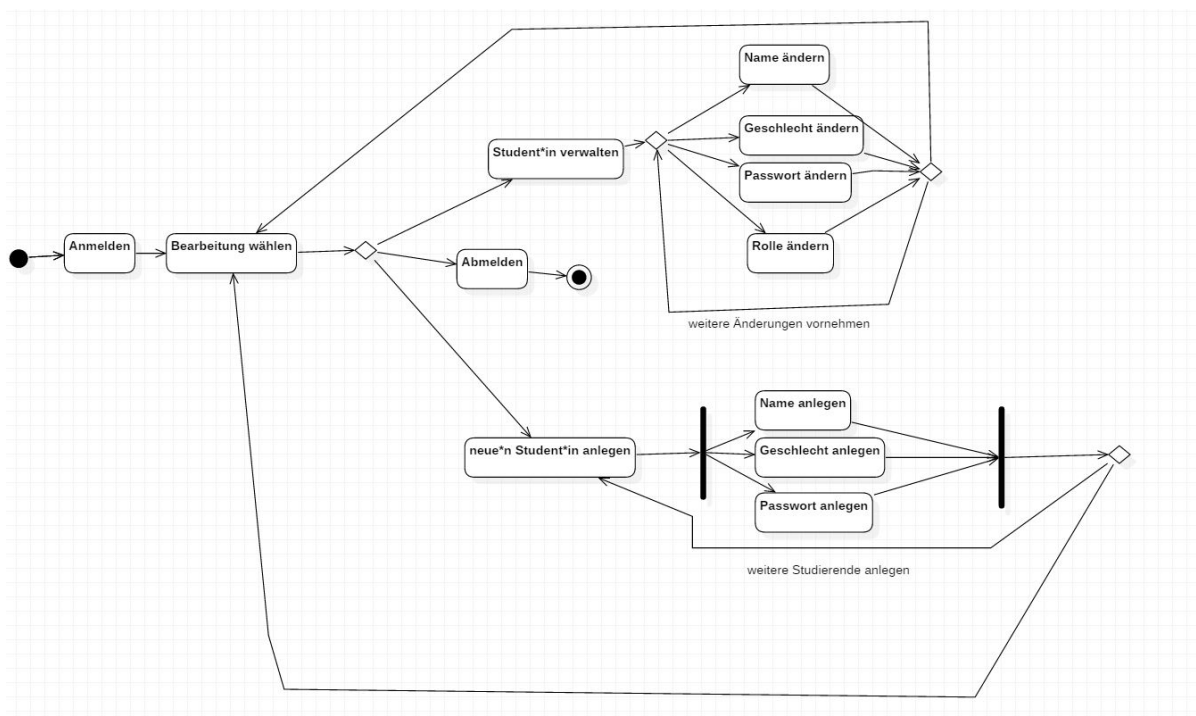 Name ändern
Geschlecht ändern
Student*in verwalten
Passwort ändern
Anmelden
Bearbeitung wählen
Rolle ändern
Abmelden
weitere Änderungen vornehmen
Name anlegen
neue*n Student*in anlegen
Geschlecht anlegen
Passwort anlegen
weitere Studierende anlegen